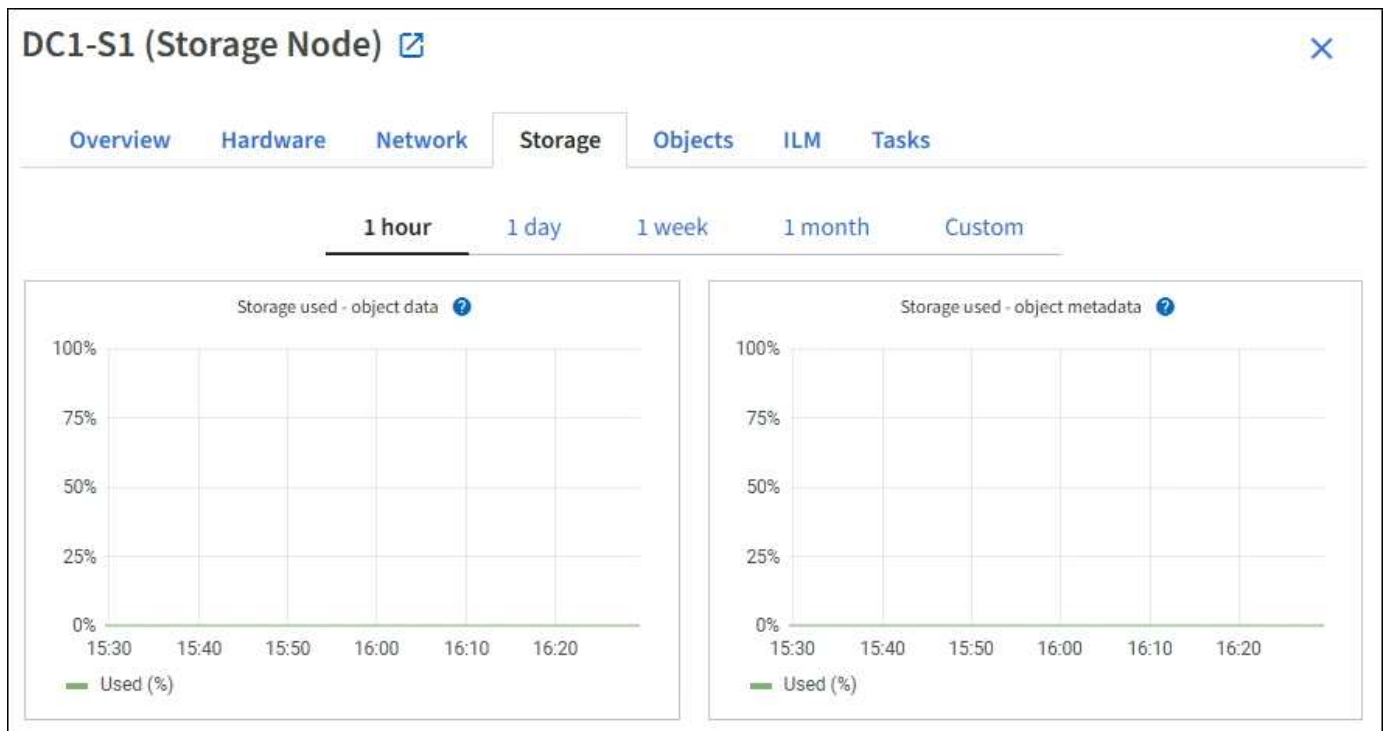 DC1-S1 (Storage Node)
Overview Hardware Network Storage Objects ILM Tasks
1 hour 1 day 1 week 1 month Custom
Storage used - object data ?
100%
75%
50%
25%
0%
15:30 15:40 15:50 16:00 16:10 16:20
Used (%)
Storage used - object metadata ?
100%
75%
50%
25%
0%
15:30 15:40 15:50 16:00 16:10 16:20
Used (%)